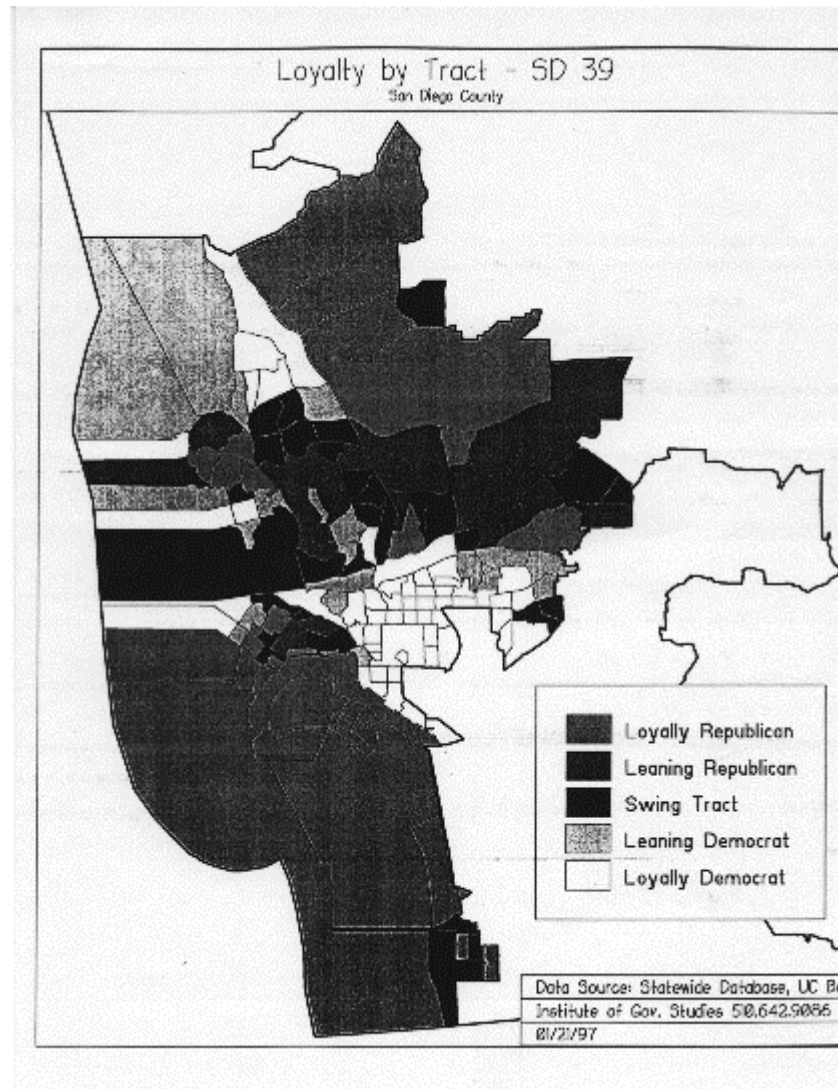 Loyalty by Tract - SD 39
San Diego County
Loyally Republican
Leaning Republican
Swing Tract
Leaning Democrat
Loyally Democrat
Data Source: Statewide Database, UC Be
Institute of Gov. Studies 510.642.9086
01/21/97